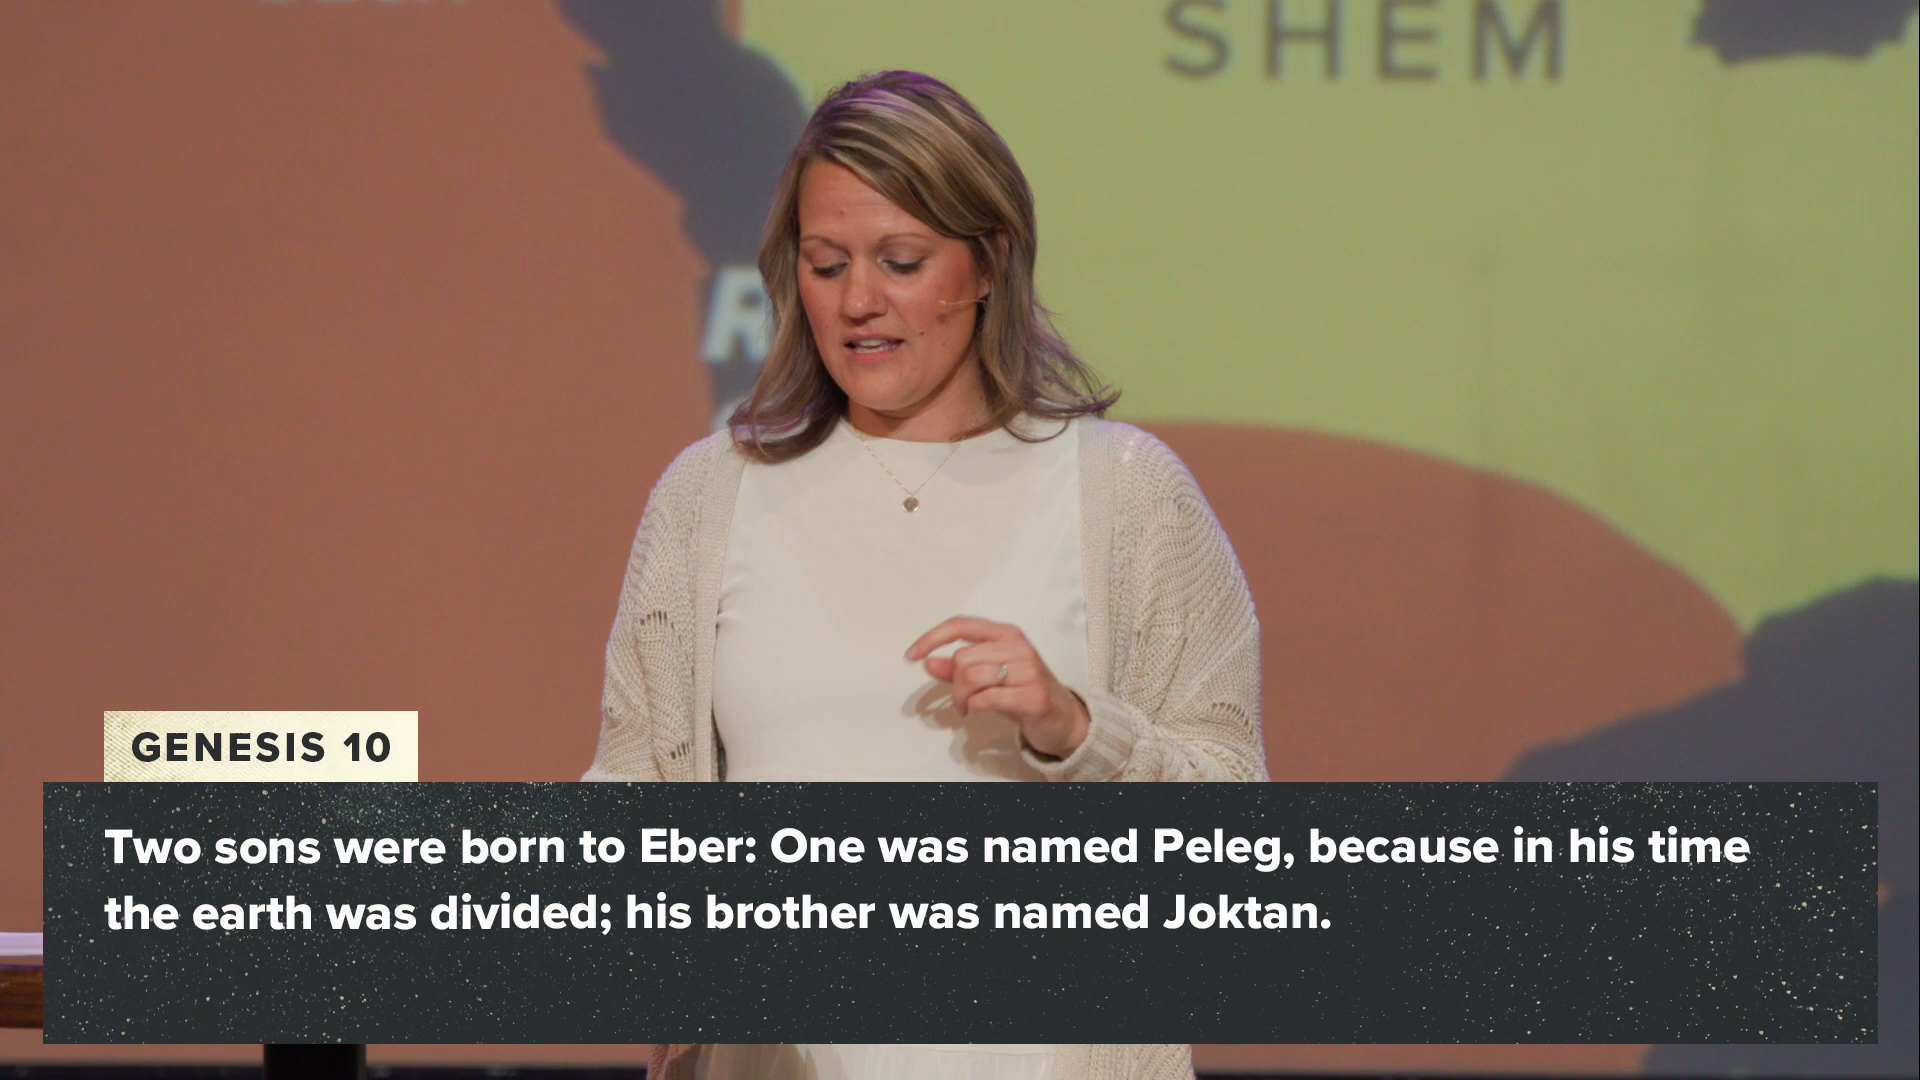 SHEM
R
GENESIS 10
Two sons were born to Eber: One was named Peleg, because in his time
the earth was divided; his brother was named Joktan.